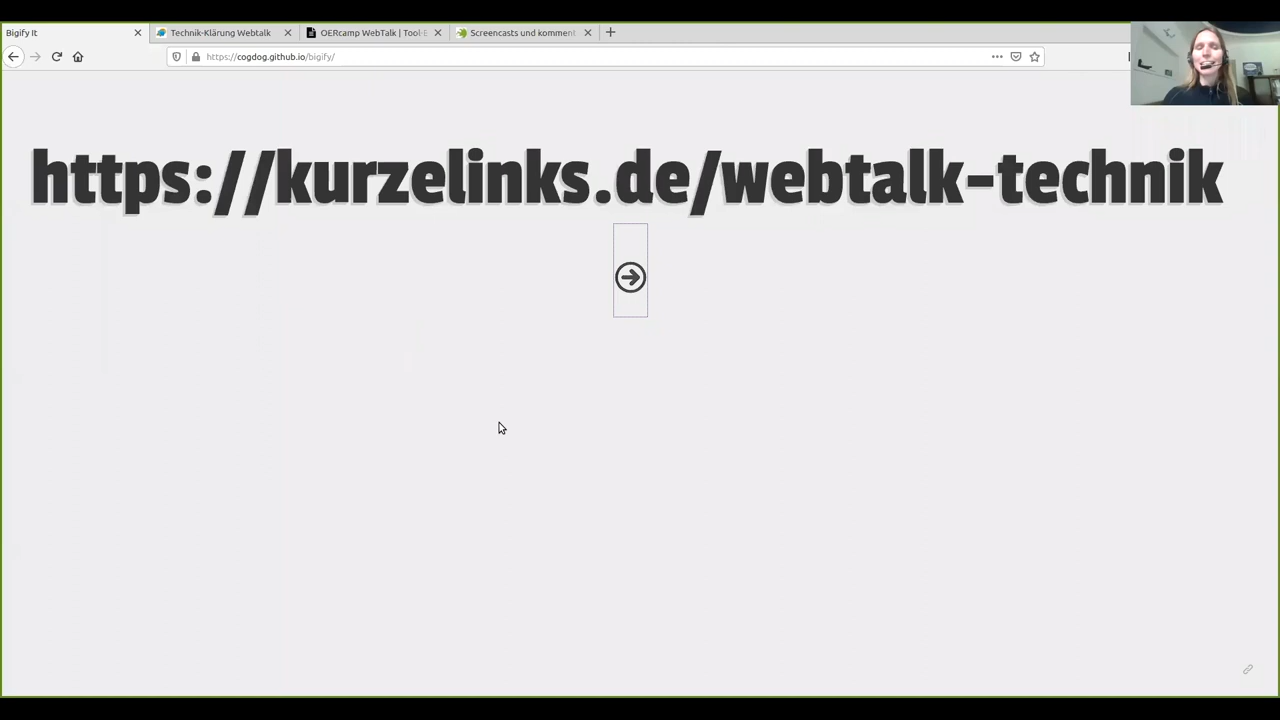 Bigify It
Technik-Klärung Webtalk
OERcamp WebTalk | Tool-E
Screencasts und komment
https://cogdog.github.io/bigify/
https://kurzelinks.de/webtalk-technik